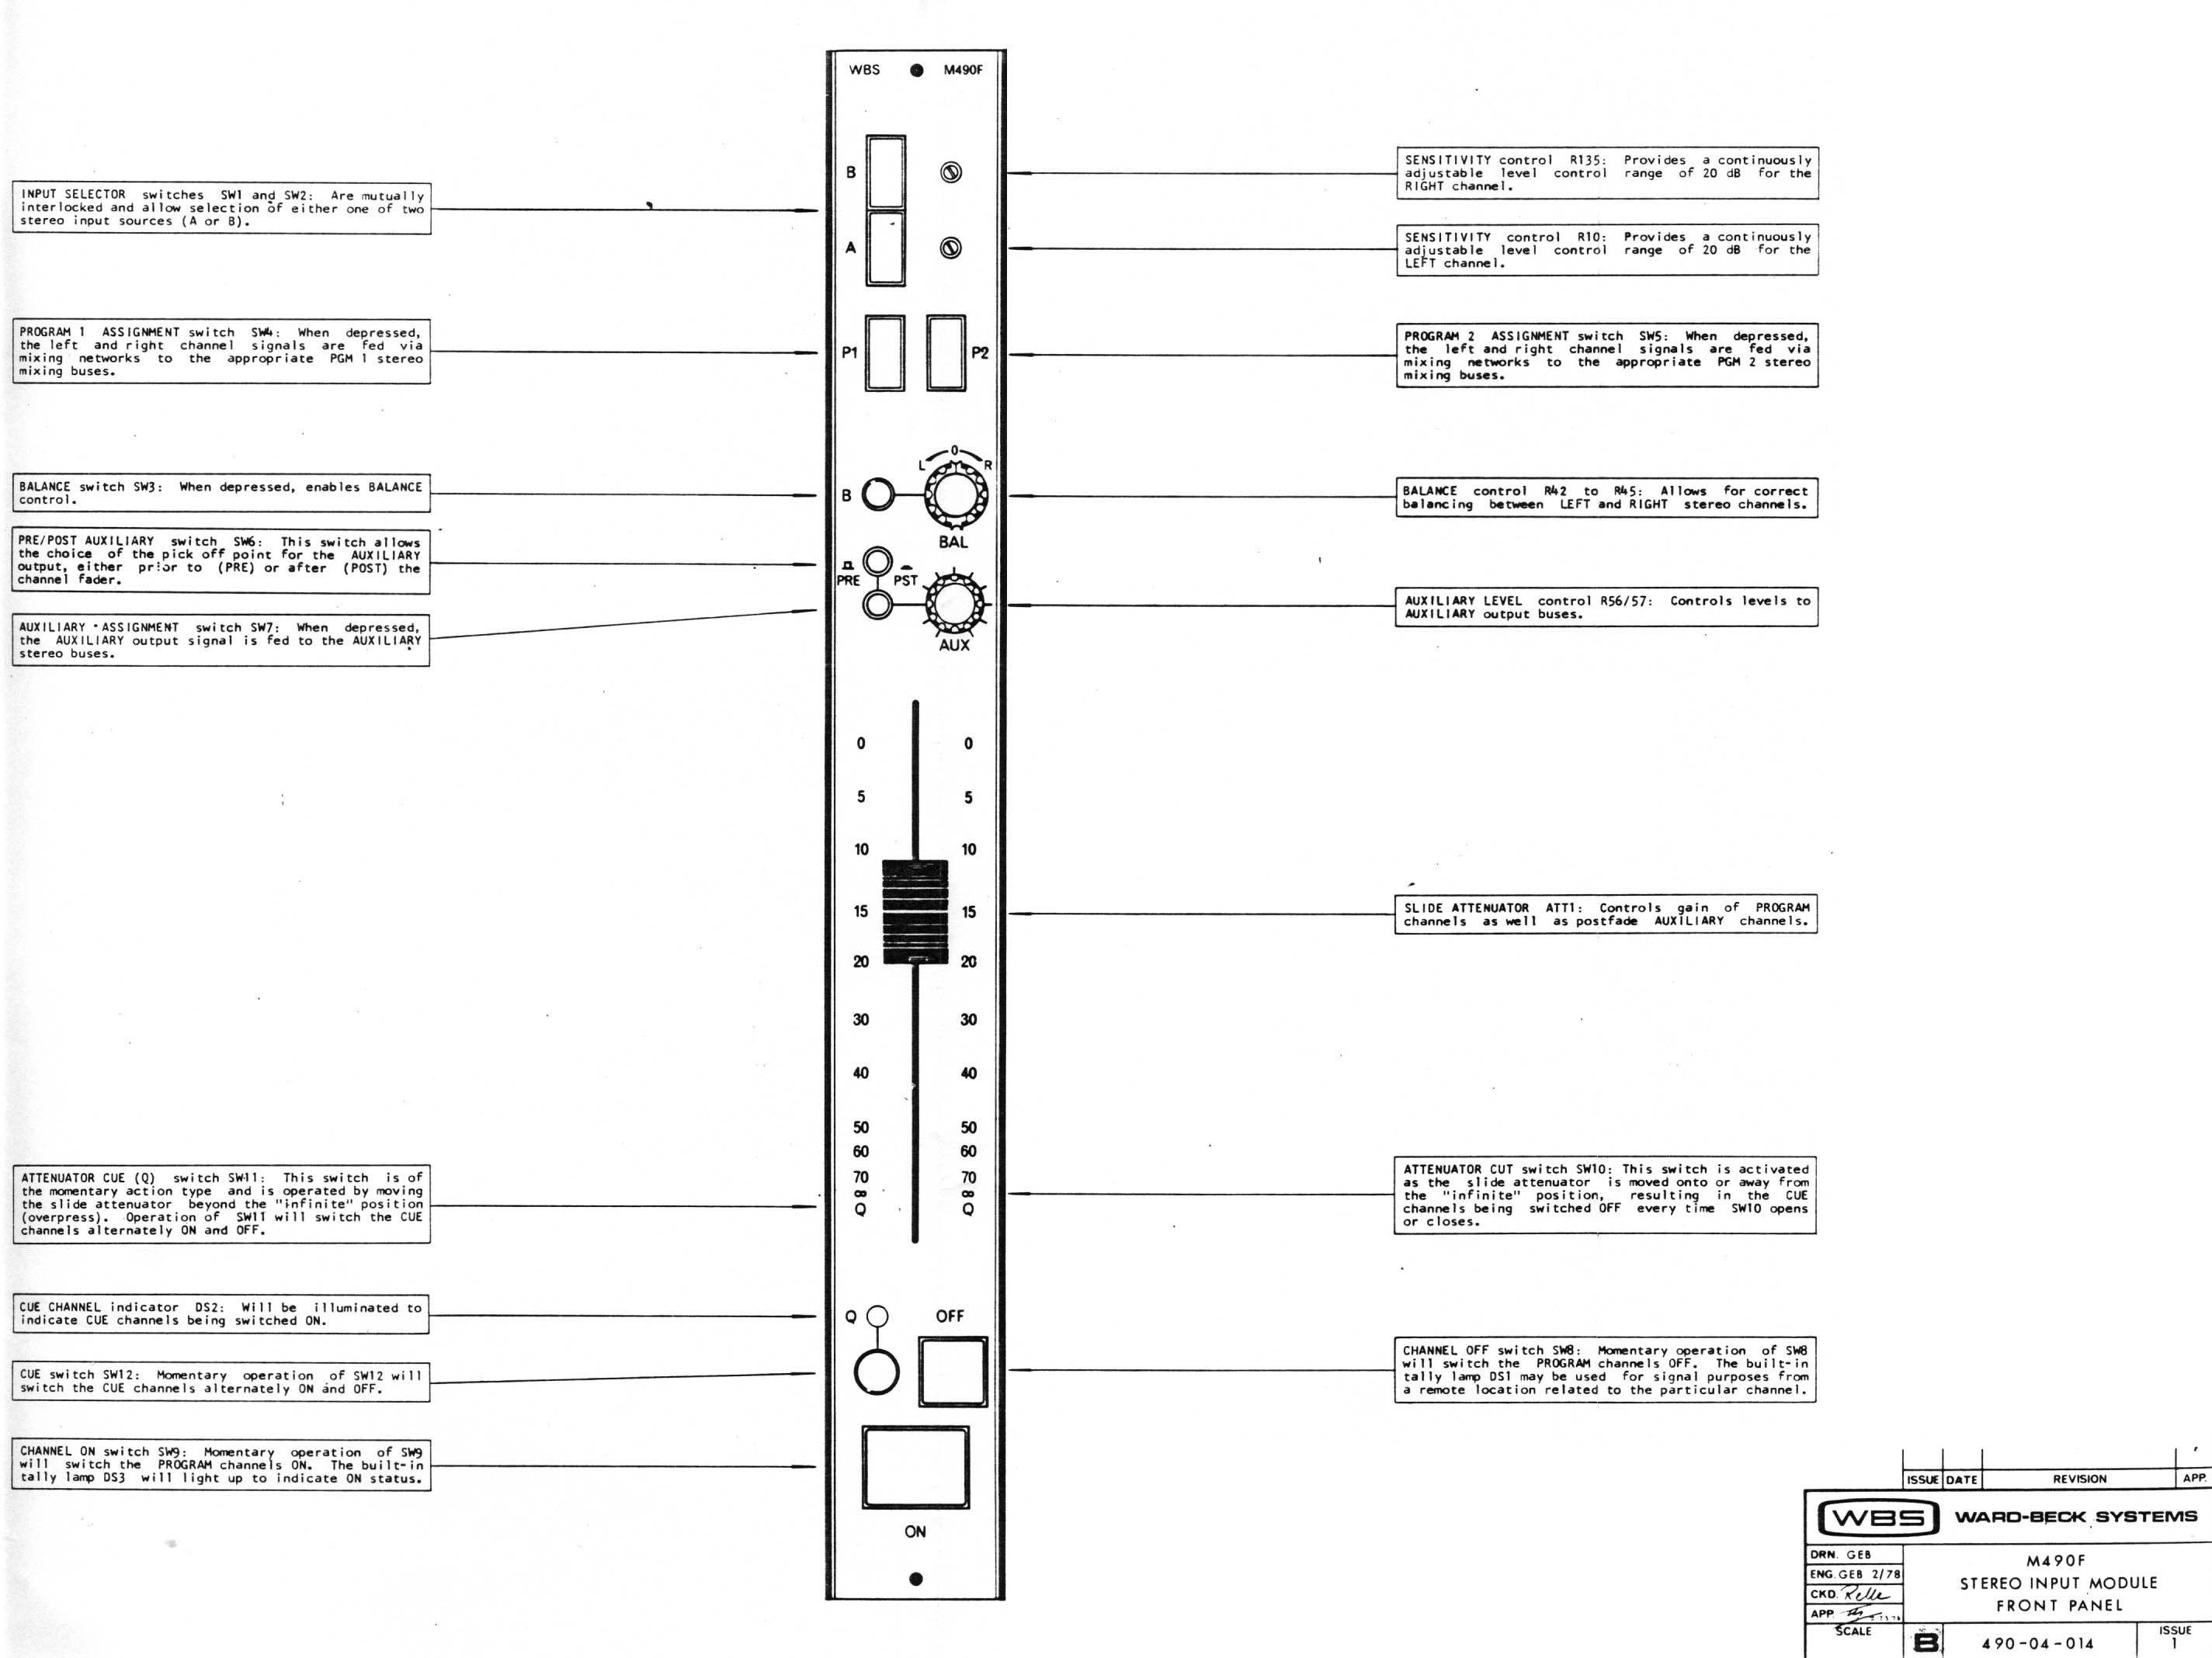 WBS M490F
INPUT SELECTOR switches SW1 and SW2: Are mutually
interlocked and allow selection of either one of two
stereo input sources (A or B).
PROGRAM 1 ASSIGNMENT switch SW4: When depressed,
the left and right channel signals are fed via
mixing networks to the appropriate PGM 1 stereo
mixing buses.
BALANCE switch SW3: When depressed, enables BALANCE
control.
PRE/POST AUXILIARY switch SW6: This switch allows
the choice of the pick off point for the AUXILIARY
output, either prior to (PRE) or after (POST) the
channel fader.
AUXILIARY ASSIGNMENT switch SW7: When depressed,
the AUXILIARY output signal is fed to the AUXILIARY
stereo buses.
ATTENUATOR CUE (Q) switch SW11: This switch is of
the momentary action type and is operated by moving
the slide attenuator beyond the "infinite" position
(overpress). Operation of SW11 will switch the CUE
channels alternately ON and OFF.
CUE CHANNEL indicator DS2: Will be illuminated to
indicate CUE channels being switched ON.
CUE switch SW12: Momentary operation of SW12 will
switch the CUE channels alternately ON and OFF.
CHANNEL ON switch SW9: Momentary operation of SW9
will switch the PROGRAM channels ON. The built-in
tally lamp DS3 will light up to indicate ON status.
B
A
P1 P2
L 0 R
B
BAL
PRE PST
AUX
0 0
5 5
10 10
15 15
20 20
30 30
40 40
50 50
60 60
70 70
∞ ∞
Q Q
Q OFF
ON
SENSITIVITY control R135: Provides a continuously
adjustable level control range of 20 dB for the
RIGHT channel.
SENSITIVITY control R10: Provides a continuously
adjustable level control range of 20 dB for the
LEFT channel.
PROGRAM 2 ASSIGNMENT switch SW5: When depressed,
the left and right channel signals are fed via
mixing networks to the appropriate PGM 2 stereo
mixing buses.
BALANCE control R42 to R45: Allows for correct
balancing between LEFT and RIGHT stereo channels.
AUXILIARY LEVEL control R56/57: Controls levels to
AUXILIARY output buses.
SLIDE ATTENUATOR ATT1: Controls gain of PROGRAM
channels as well as postfade AUXILIARY channels.
ATTENUATOR CUT switch SW10: This switch is activated
as the slide attenuator is moved onto or away from
the "infinite" position, resulting in the CUE
channels being switched OFF every time SW10 opens
or closes.
CHANNEL OFF switch SW8: Momentary operation of SW8
will switch the PROGRAM channels OFF. The built-in
tally lamp DS1 may be used for signal purposes from
a remote location related to the particular channel.
ISSUE DATE REVISION APP.
WBS WARD-BECK SYSTEMS
DRN. GEB
ENG. GEB 2/78
CKD.
APP.
SCALE
M490F
STEREO INPUT MODULE
FRONT PANEL
B 490-04-014
ISSUE
1